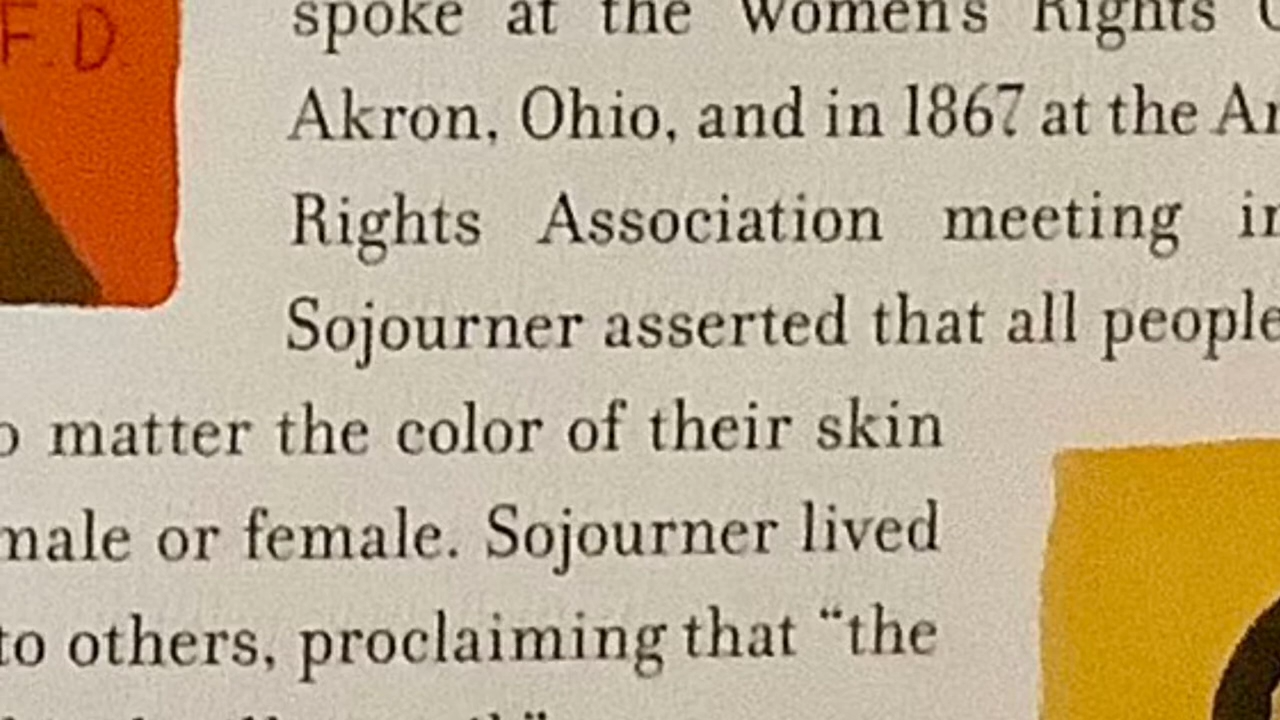 F.D.
spoke at the Women's Rights
Akron, Ohio, and in 1867 at the
Rights Association meeting
Sojourner asserted that all people
matter the color of their skin
male or female. Sojourner lived
to others, proclaiming that “the